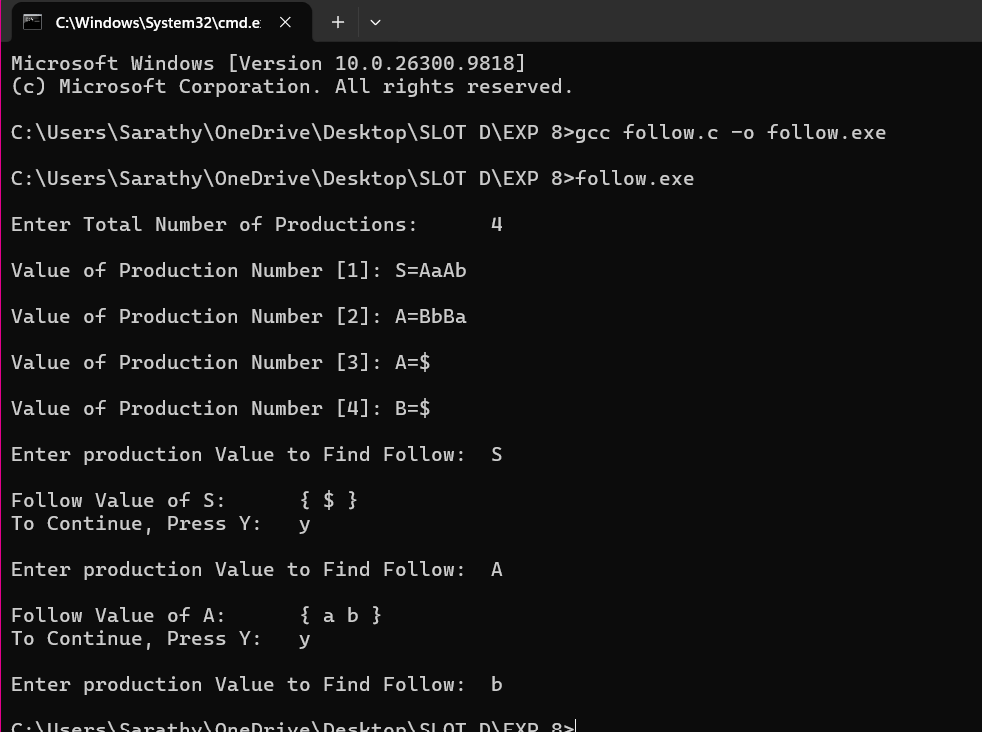 C:\Windows\System32\cmd.e
Microsoft Windows [Version 10.0.26300.9818]
(c) Microsoft Corporation. All rights reserved.
C:\Users\Sarathy\OneDrive\Desktop\SLOT D\EXP 8>gcc follow.c -o follow.exe
C:\Users\Sarathy\OneDrive\Desktop\SLOT D\EXP 8>follow.exe
Enter Total Number of Productions: 4
Value of Production Number [1]: S=AaAb
Value of Production Number [2]: A=BbBa
Value of Production Number [3]: A=$
Value of Production Number [4]: B=$
Enter production Value to Find Follow: S
Follow Value of S: { $ }
To Continue, Press Y: y
Enter production Value to Find Follow: A
Follow Value of A: { a b }
To Continue, Press Y: y
Enter production Value to Find Follow: b
C:\Users\Sarathy\OneDrive\Desktop\SLOT D\EXP 8>